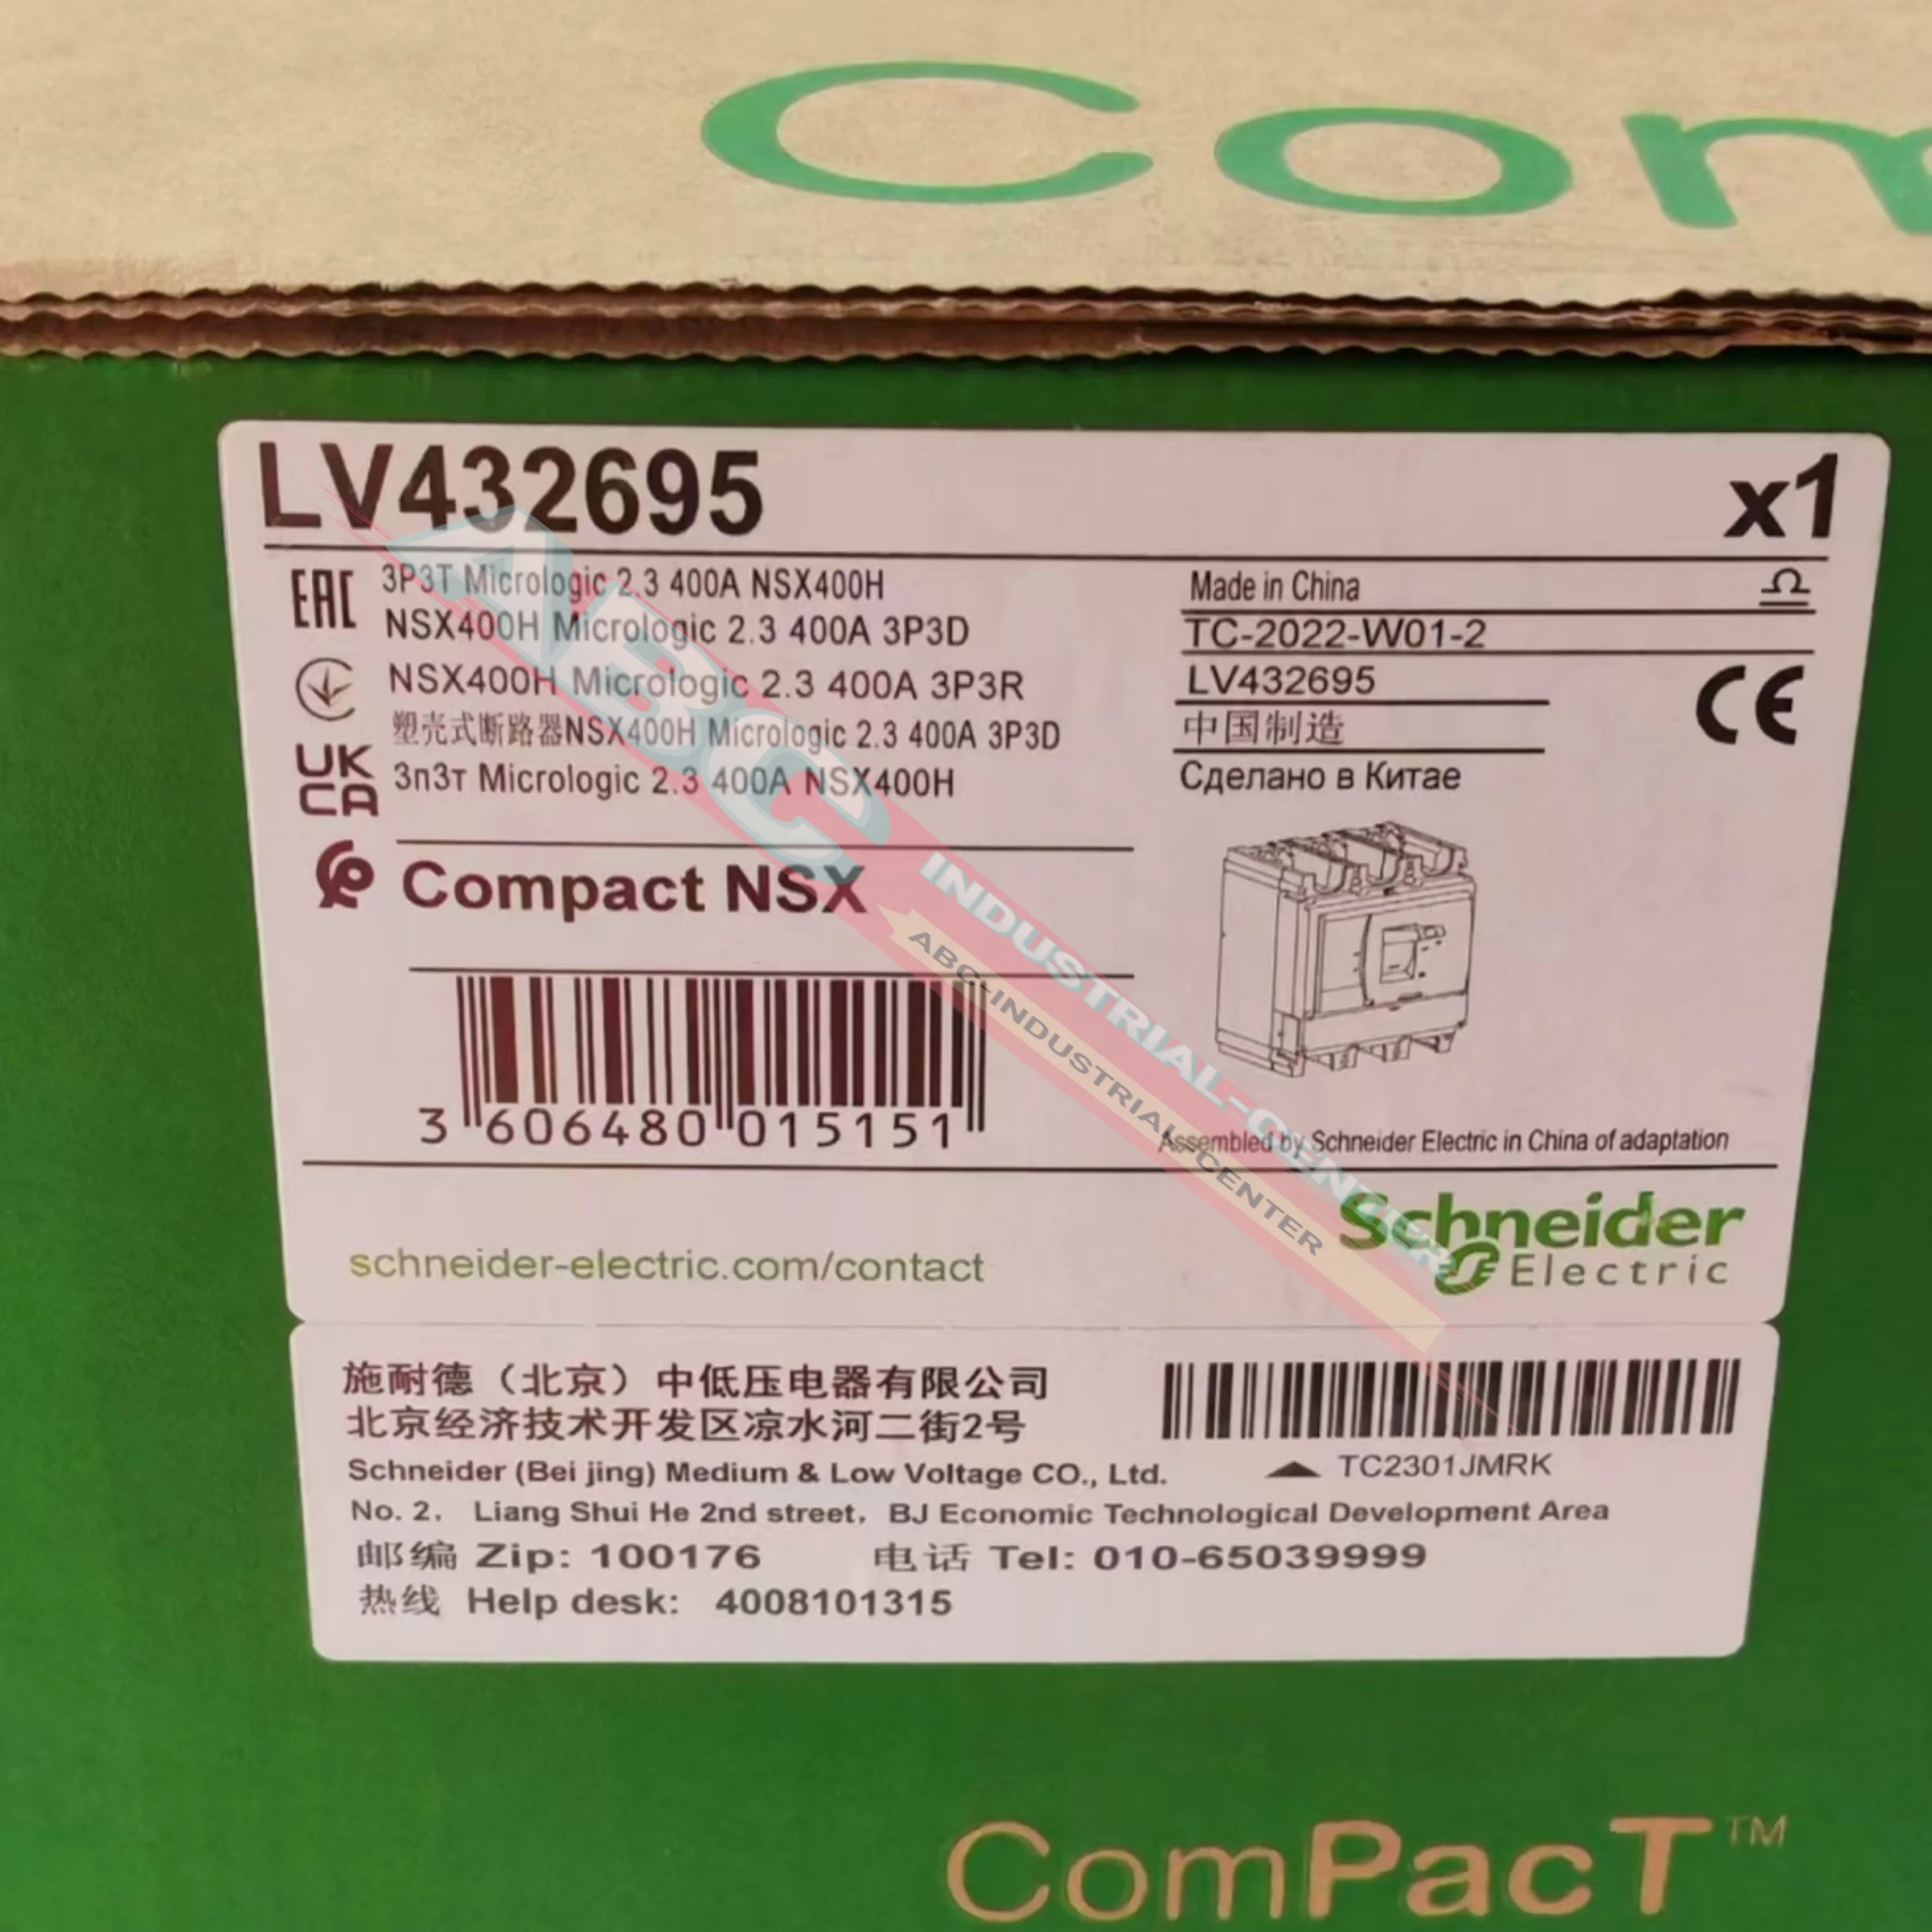 Com
LV432695 x1
EAC 3P3T Micrologic 2.3 400A NSX400H
NSX400H Micrologic 2.3 400A 3P3D
NSX400H Micrologic 2.3 400A 3P3R
塑壳式断路器NSX400H Micrologic 2.3 400A 3P3D
3п3т Micrologic 2.3 400A NSX400H
UK
CA
Made in China
TC-2022-W01-2
LV432695
中国制造
Сделано в Китае
CE
Compact NSX
3 606480 015151
Assembled by Schneider Electric in China of adaptation
schneider-electric.com/contact
Schneider
Electric
ABC INDUSTRIAL-CENTER
ABC-INDUSTRIAL-CENTER
施耐德（北京）中低压电器有限公司
北京经济技术开发区凉水河二街2号
Schneider (Bei jing) Medium & Low Voltage CO., Ltd.
TC2301JMRK
No. 2, Liang Shui He 2nd street, BJ Economic Technological Development Area
邮编 Zip: 100176 电话 Tel: 010-65039999
热线 Help desk: 4008101315
ComPacT™